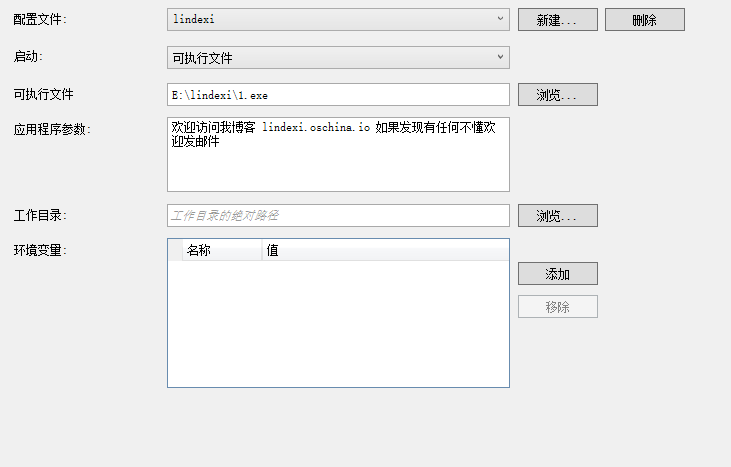 配置文件: lindexi 新建... 删除
启动: 可执行文件
可执行文件 E:\lindexi\1.exe 浏览...
应用程序参数: 欢迎访问我博客 lindexi.oschina.io 如果发现有任何不懂欢
迎发邮件
工作目录: 工作目录的绝对路径 浏览...
环境变量: 名称 值
添加
移除